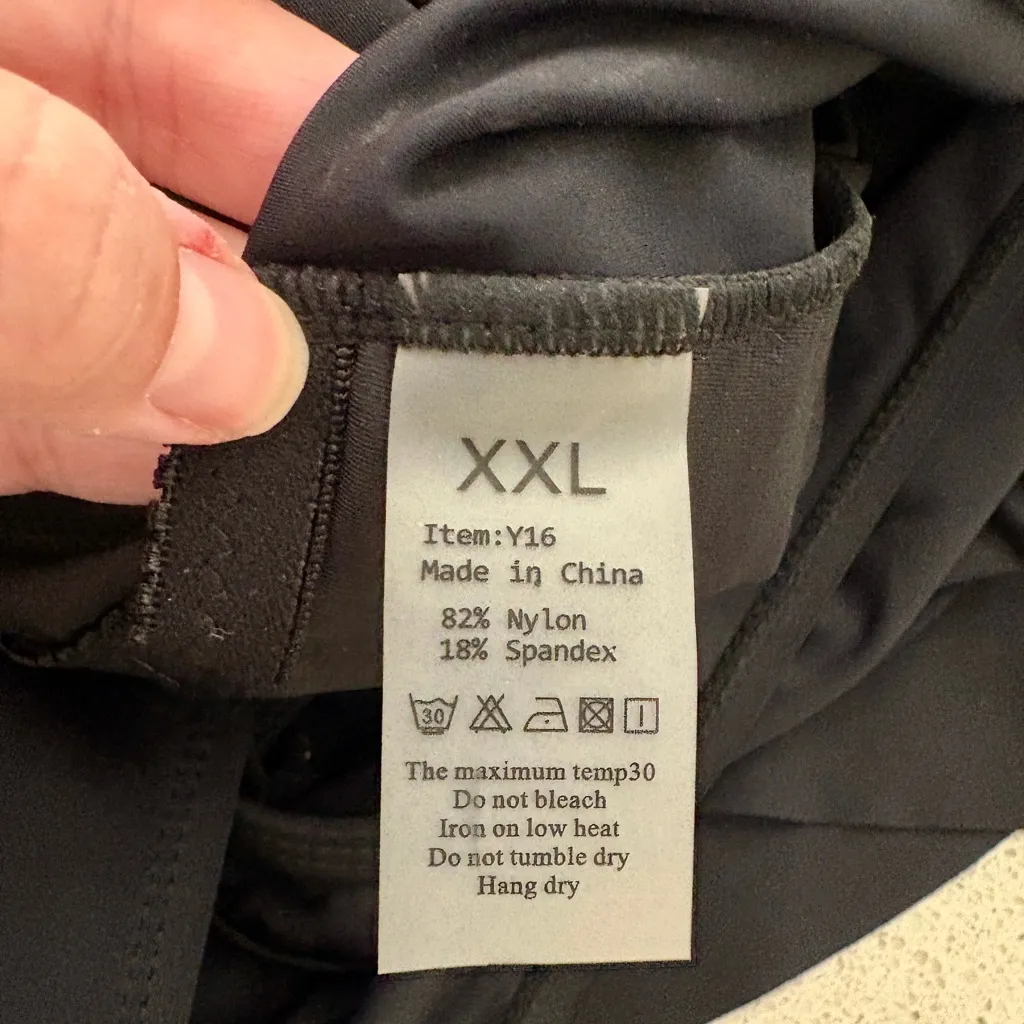 XXL
Item:Y16
Made in China
82% Nylon
18% Spandex
30
The maximum temp30
Do not bleach
Iron on low heat
Do not tumble dry
Hang dry